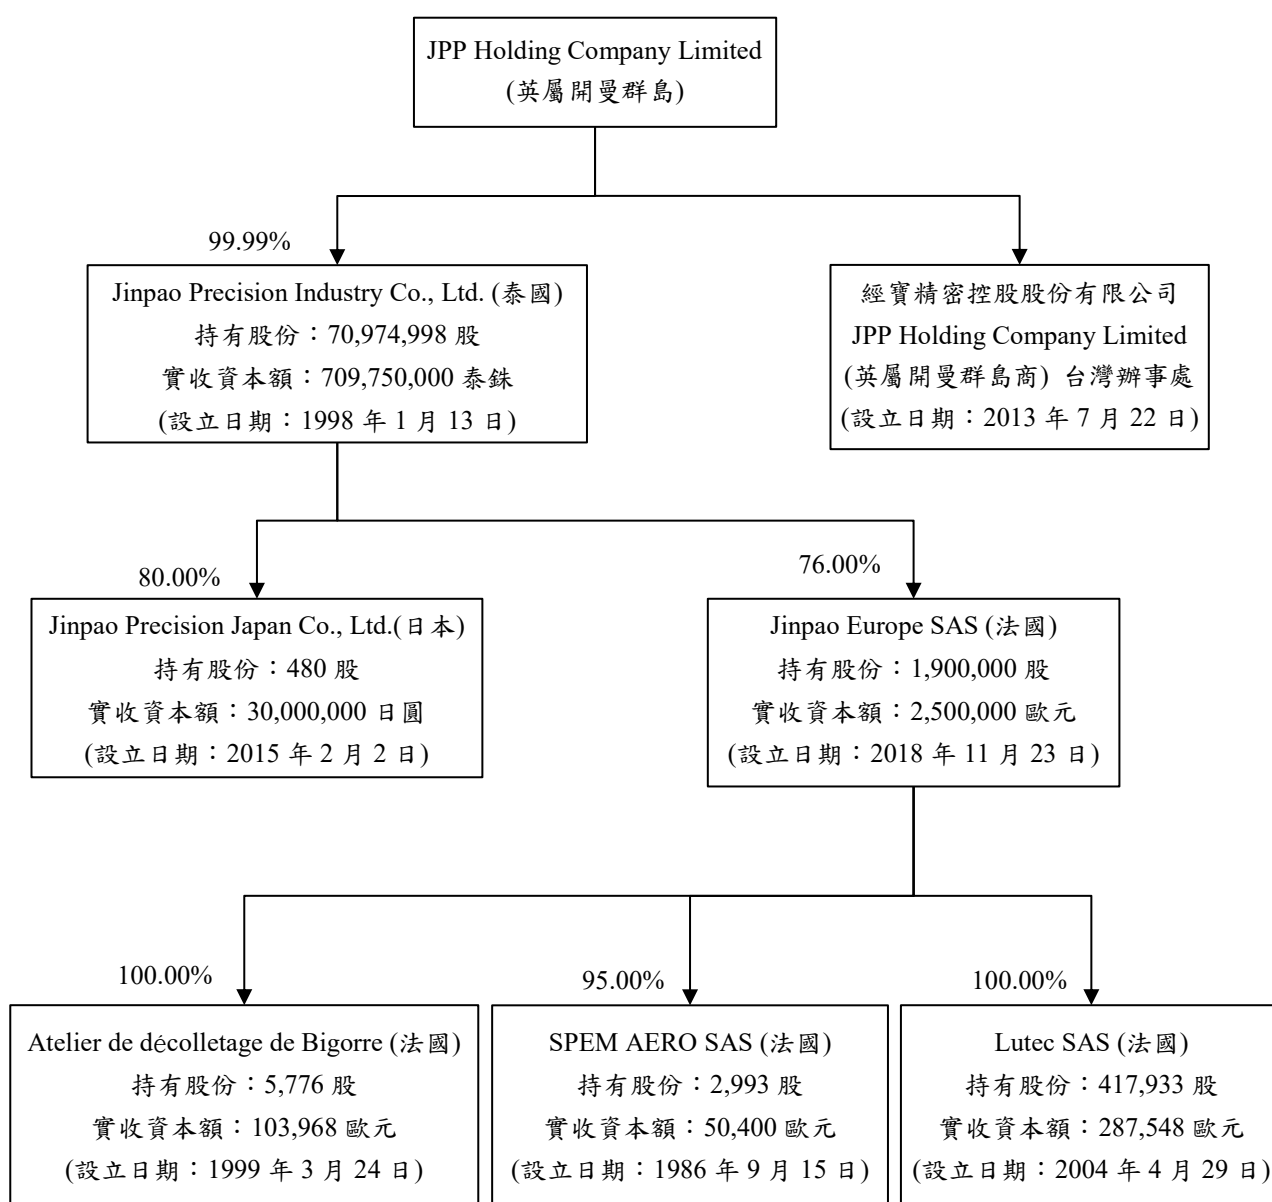 JPP Holding Company Limited
(英屬開曼群島)
99.99%
Jinpao Precision Industry Co., Ltd. (泰國)
持有股份：70,974,998 股
實收資本額：709,750,000 泰銖
(設立日期：1998 年 1 月 13 日)
經寶精密控股股份有限公司
JPP Holding Company Limited
(英屬開曼群島商) 台灣辦事處
(設立日期：2013 年 7 月 22 日)
80.00%
Jinpao Precision Japan Co., Ltd.(日本)
持有股份：480 股
實收資本額：30,000,000 日圓
(設立日期：2015 年 2 月 2 日)
76.00%
Jinpao Europe SAS (法國)
持有股份：1,900,000 股
實收資本額：2,500,000 歐元
(設立日期：2018 年 11 月 23 日)
100.00%
Atelier de décolletage de Bigorre (法國)
持有股份：5,776 股
實收資本額：103,968 歐元
(設立日期：1999 年 3 月 24 日)
95.00%
SPEM AERO SAS (法國)
持有股份：2,993 股
實收資本額：50,400 歐元
(設立日期：1986 年 9 月 15 日)
100.00%
Lutec SAS (法國)
持有股份：417,933 股
實收資本額：287,548 歐元
(設立日期：2004 年 4 月 29 日)